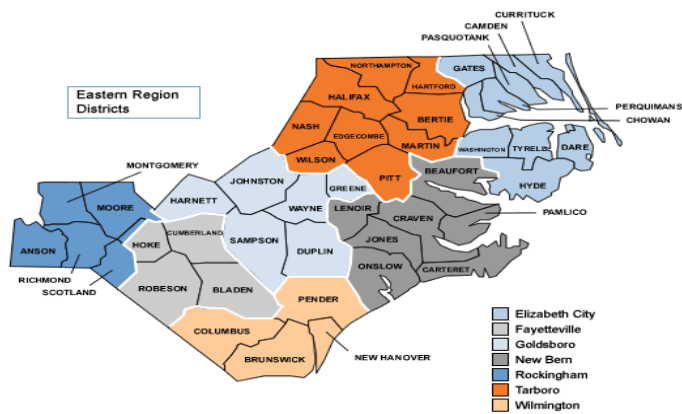 CURRITUCK
CAMDEN
PASQUOTANK
GATES
NORTHAMPTON
HARTFORD
HALIFAX
Eastern Region
Districts
PERQUIMANS
CHOWAN
BERTIE
NASH
EDGECOMBE
MARTIN
WASHINGTON
TYRELL
DARE
WILSON
MONTGOMERY
BEAUFORT
PITT
JOHNSTON
HYDE
GREENE
HARNETT
MOORE
WAYNE
LENOIR
CRAVEN
PAMLICO
CUMBERLAND
SAMPSON
HOKE
JONES
ANSON
DUPLIN
ONSLOW
CARTERET
RICHMOND
SCOTLAND
ROBESON
BLADEN
PENDER
COLUMBUS
NEW HANOVER
BRUNSWICK
Elizabeth City
Fayetteville
Goldsboro
New Bern
Rockingham
Tarboro
Wilmington